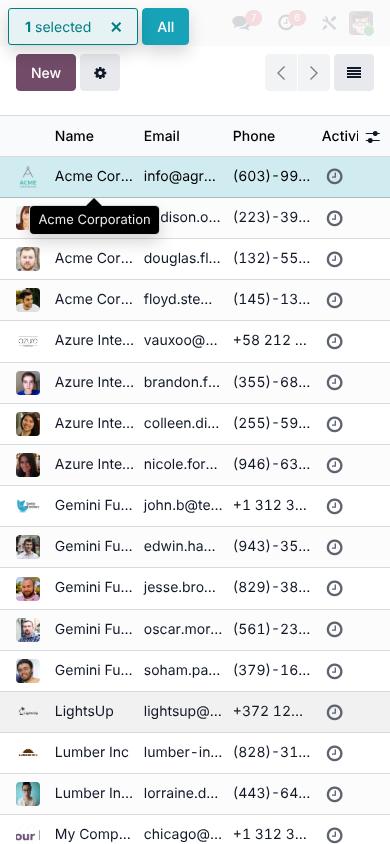 1 selected ✕ All 7 6
New
Name Email Phone Activi
Acme Cor... info@agr... (603)-99...
Acme Corporation
dison.o... (223)-39...
Acme Cor... douglas.fl... (132)-55...
Acme Cor... floyd.ste... (145)-13...
Azure Inte... vauxoo@... +58 212 ...
Azure Inte... brandon.f... (355)-68...
Azure Inte... colleen.di... (255)-59...
Azure Inte... nicole.for... (946)-63...
Gemini Fu... john.b@te... +1 312 3...
Gemini Fu... edwin.ha... (943)-35...
Gemini Fu... jesse.bro... (829)-38...
Gemini Fu... oscar.mor... (561)-23...
Gemini Fu... soham.pa... (379)-16...
LightsUp lightsup@... +372 12...
Lumber Inc lumber-in... (828)-31...
Lumber In... lorraine.d... (443)-64...
our My Comp... chicago@... +1 312 3...